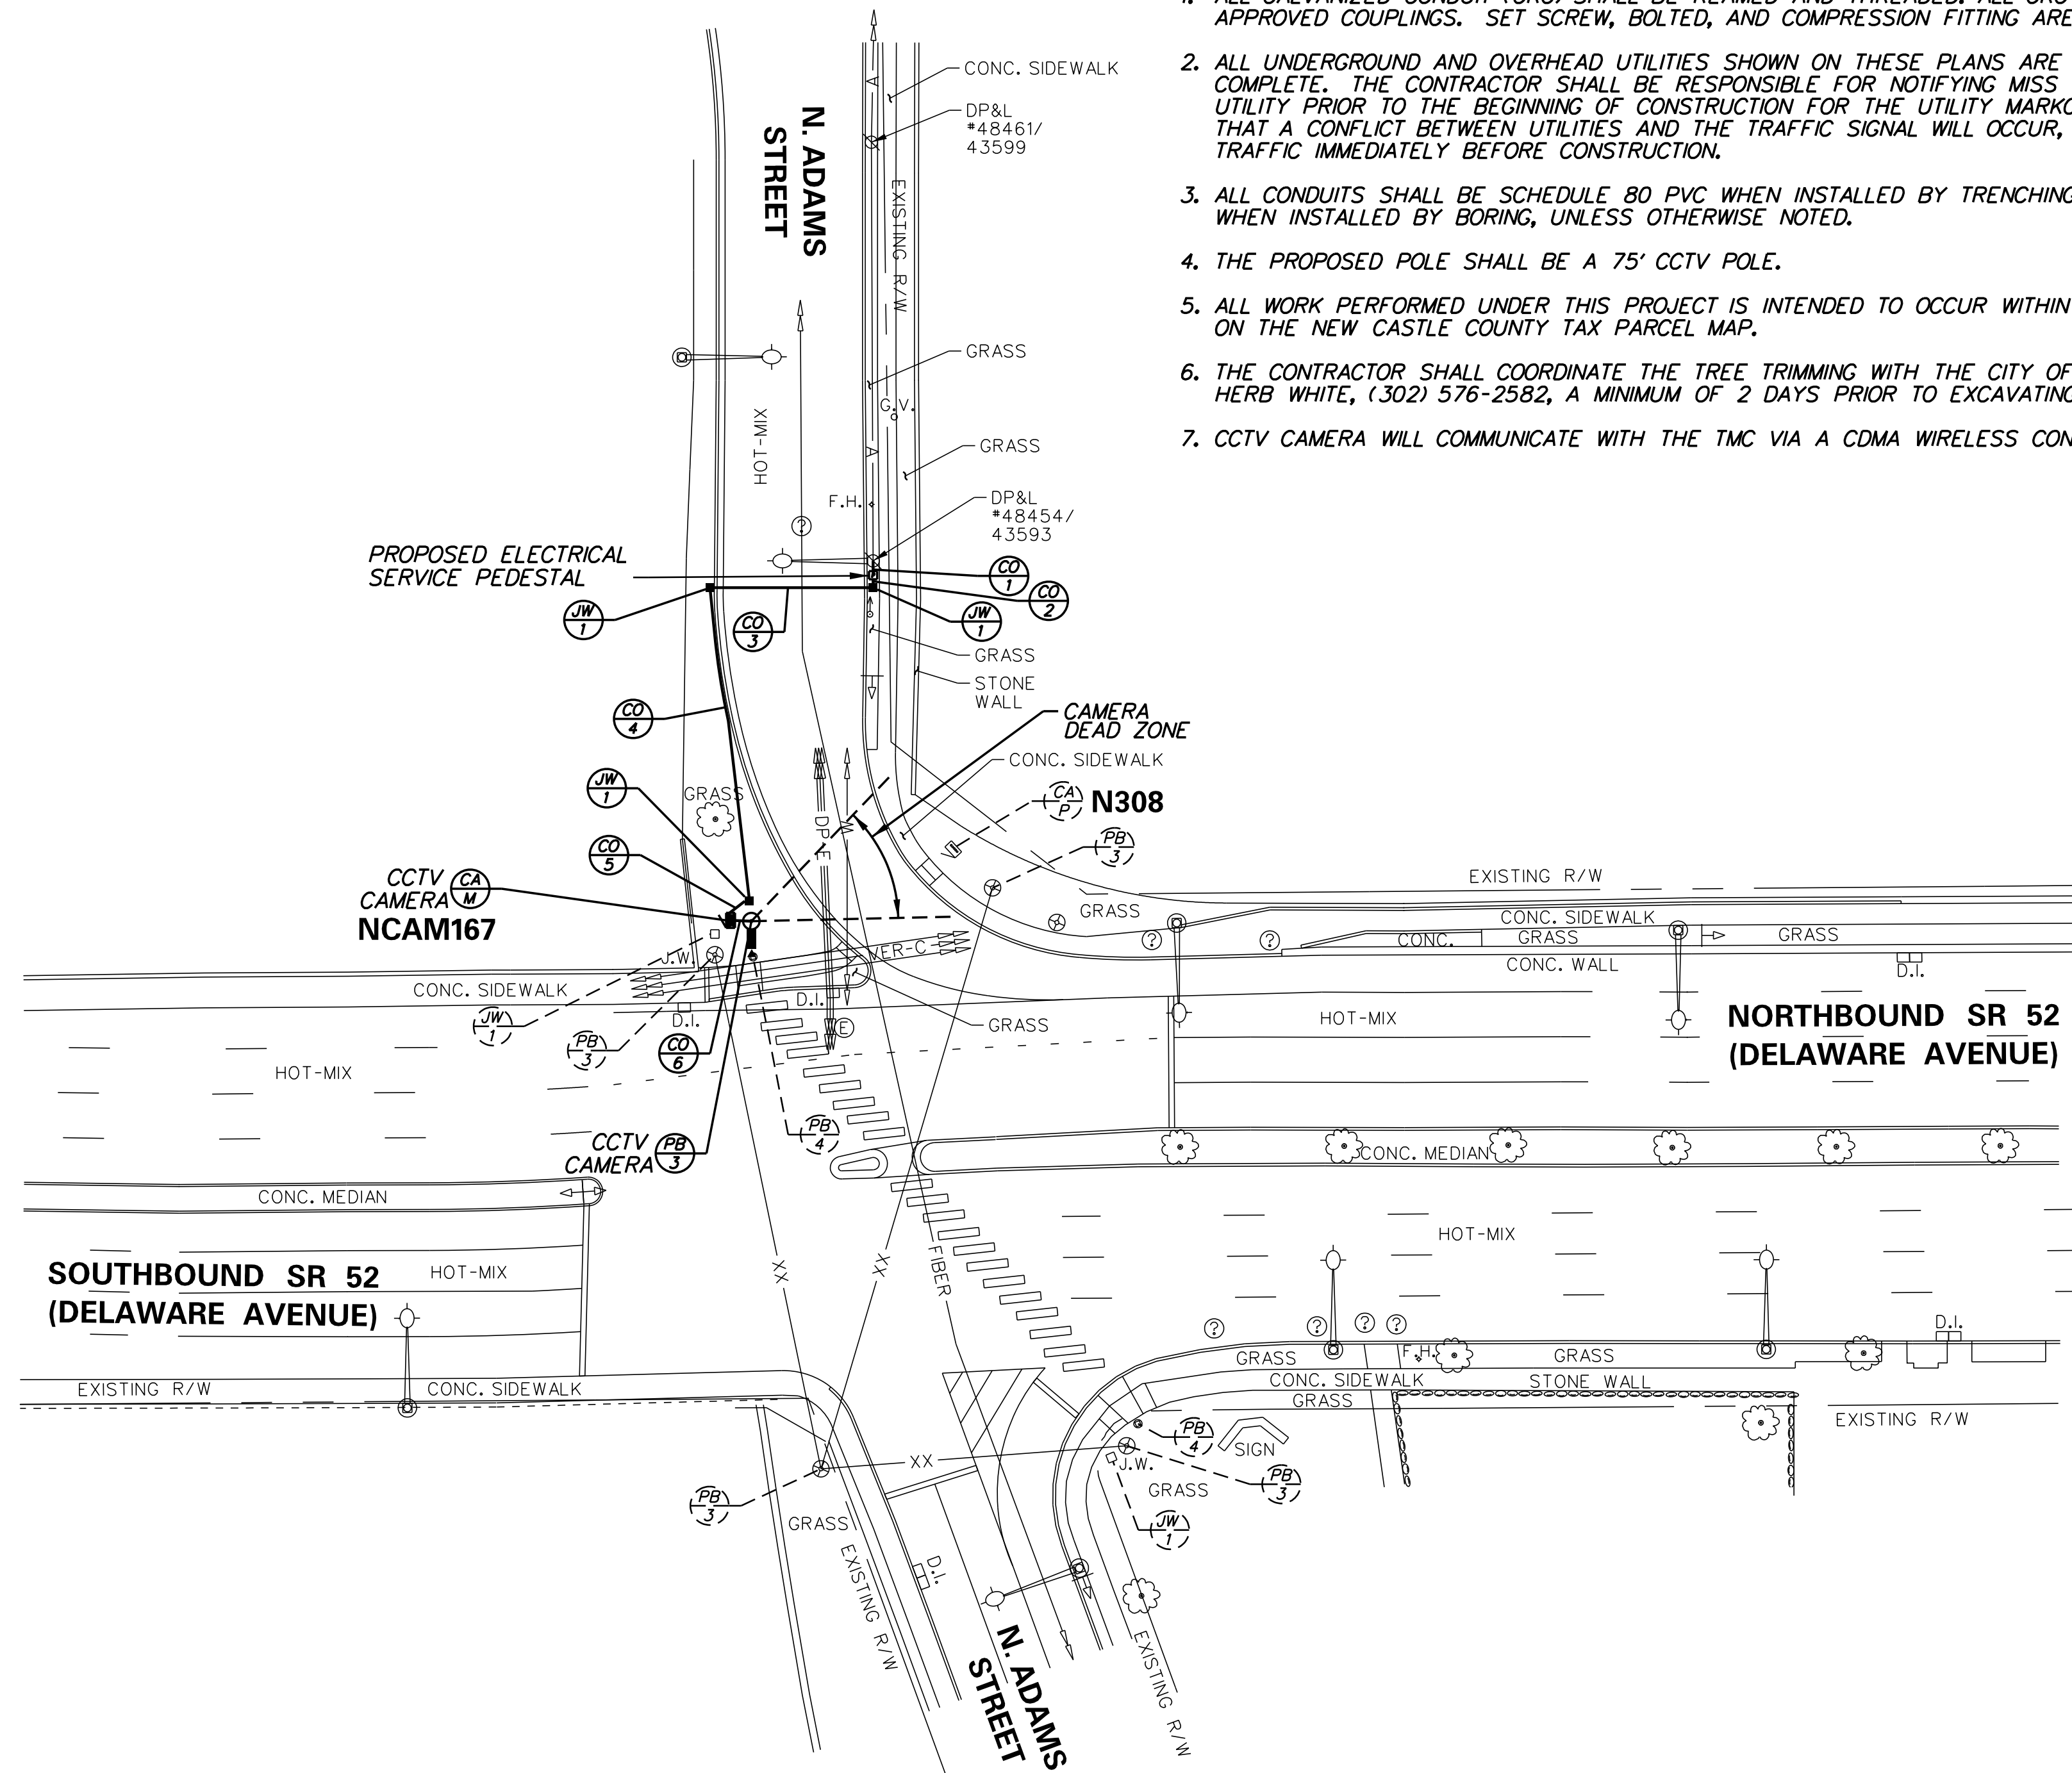 APPROVED COUPLINGS. SET SCREW, BOLTED, AND COMPRESSION FITTING ARE
2. ALL UNDERGROUND AND OVERHEAD UTILITIES SHOWN ON THESE PLANS ARE
COMPLETE. THE CONTRACTOR SHALL BE RESPONSIBLE FOR NOTIFYING MISS
UTILITY PRIOR TO THE BEGINNING OF CONSTRUCTION FOR THE UTILITY
THAT A CONFLICT BETWEEN UTILITIES AND THE TRAFFIC SIGNAL WILL OCCUR,
TRAFFIC IMMEDIATELY BEFORE CONSTRUCTION.
3. ALL CONDUITS SHALL BE SCHEDULE 80 PVC WHEN INSTALLED BY TRENCHING
WHEN INSTALLED BY BORING, UNLESS OTHERWISE NOTED.
4. THE PROPOSED POLE SHALL BE A 75' CCTV POLE.
5. ALL WORK PERFORMED UNDER THIS PROJECT IS INTENDED TO OCCUR WITHIN
ON THE NEW CASTLE COUNTY TAX PARCEL MAP.
6. THE CONTRACTOR SHALL COORDINATE THE TREE TRIMMING WITH THE CITY OF
HERB WHITE, (302) 576-2582, A MINIMUM OF 2 DAYS PRIOR TO
7. CCTV CAMERA WILL COMMUNICATE WITH THE TMC VIA A CDMA WIRELESS
CONC. SIDEWALK
A
DP&L
#48461/
43599
N. ADAMS
STREET
EXISTING R/W
GRASS
G.V.
HOT-MIX
A
GRASS
F.H.
DP&L
#48454/
43593
?
PROPOSED ELECTRICAL
SERVICE PEDESTAL
CO
1
CO
2
JW
1
CO
3
JW
1
GRASS
STONE
WALL
CO
4
CAMERA
DEAD ZONE
CONC. SIDEWALK
JW
1
GRASS
CA
P
N308
DP E
W
PB
3
CO
5
CCTV
CAMERA
CA
M
NCAM167
EXISTING R/W
GRASS
CONC. SIDEWALK
?
?
CONC.
GRASS
GRASS
VER-C
J.W.
CONC. WALL
D.I.
CONC. SIDEWALK
D.I.
D.I.
E
GRASS
HOT-MIX
NORTHBOUND SR 52
(DELAWARE AVENUE)
JW
1
PB
3
CO
6
HOT-MIX
PB
4
CCTV
CAMERA
PB
3
CONC. MEDIAN
CONC. MEDIAN
HOT-MIX
SOUTHBOUND SR 52
(DELAWARE AVENUE)
HOT-MIX
XX
XX
FIBER
?
?
?
?
D.I.
GRASS
F.H.
GRASS
EXISTING R/W
CONC. SIDEWALK
CONC. SIDEWALK
STONE WALL
GRASS
EXISTING R/W
PB
4
SIGN
XX
J.W.
PB
3
GRASS
PB
3
GRASS
JW
1
EXISTING R/W
D.I.
N. ADAMS
STREET
EXISTING R/W